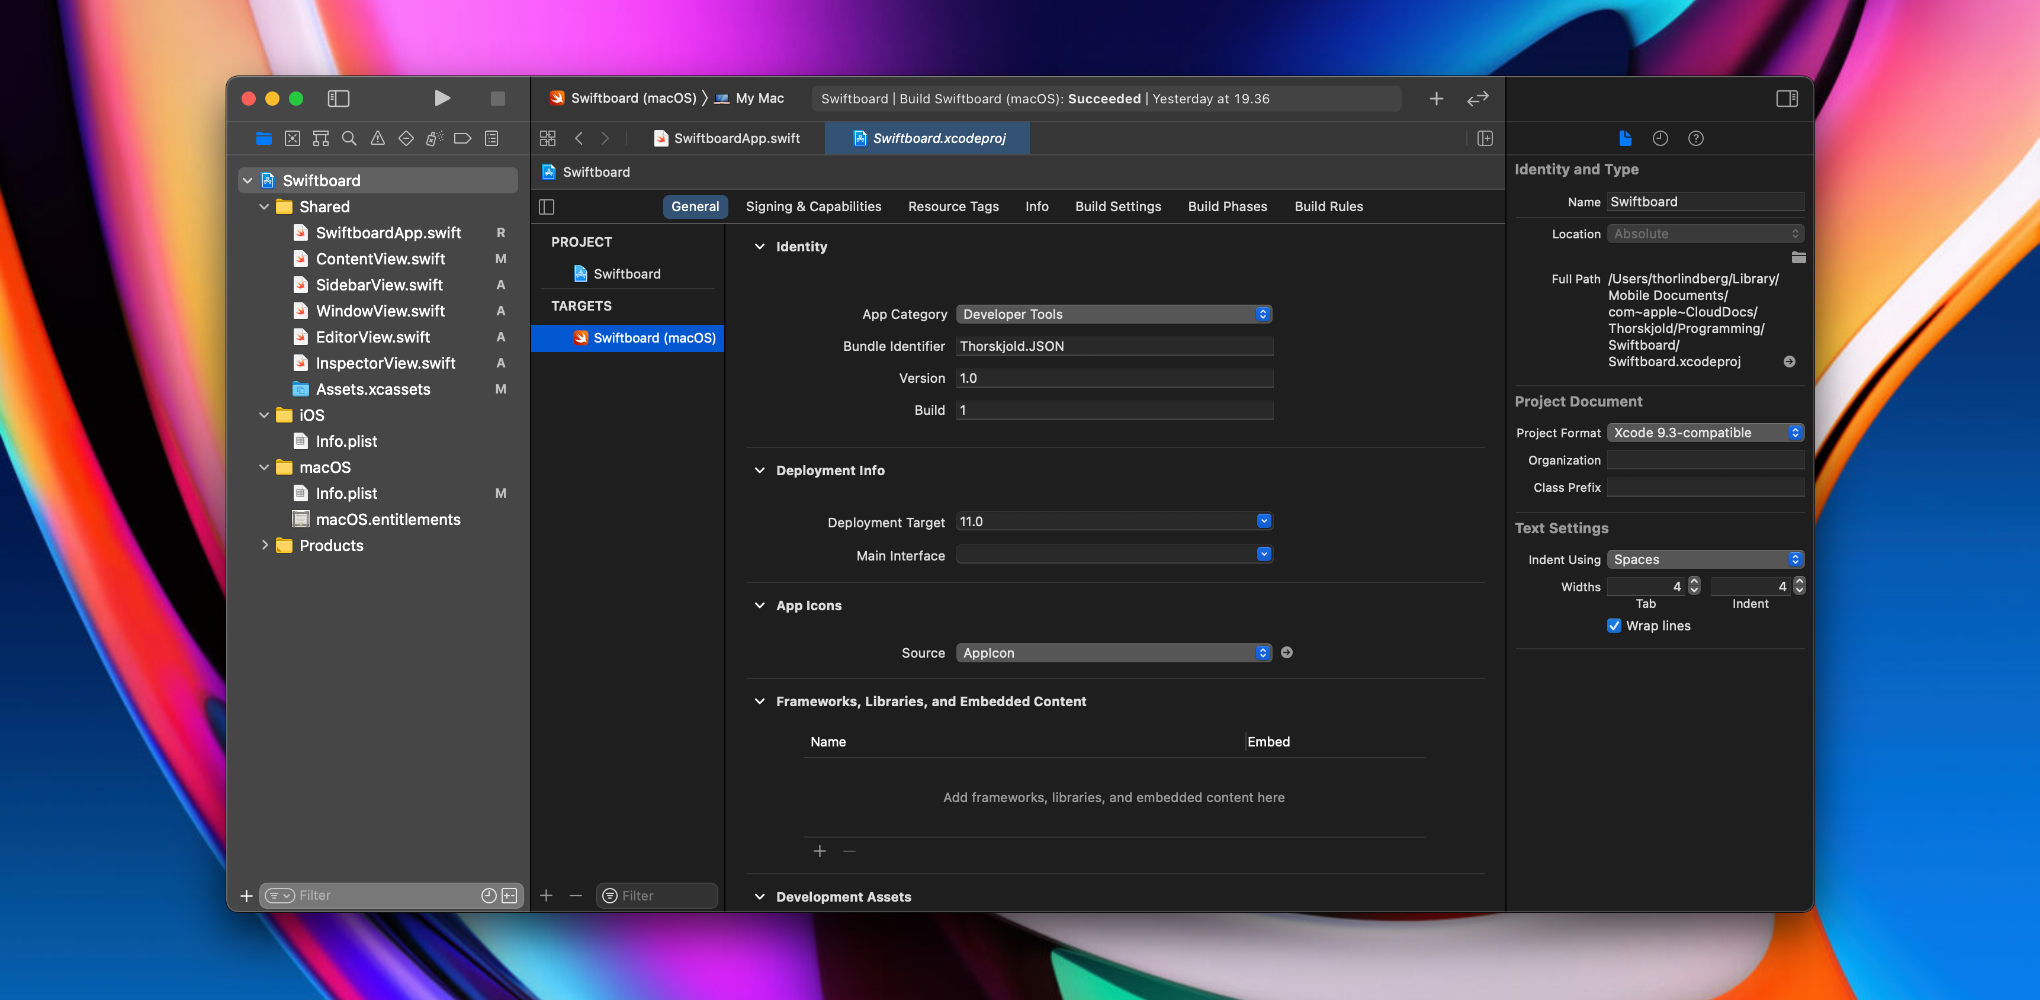 Swiftboard (macOS) 〉 My Mac
Swiftboard | Build Swiftboard (macOS): Succeeded | Yesterday at 19.36
SwiftboardApp.swift
Swiftboard.xcodeproj
Swiftboard
Shared
SwiftboardApp.swift R
ContentView.swift M
SidebarView.swift A
WindowView.swift A
EditorView.swift A
InspectorView.swift A
Assets.xcassets M
iOS
Info.plist
macOS
Info.plist M
macOS.entitlements
Products
Filter
Swiftboard
General Signing & Capabilities Resource Tags Info Build Settings Build Phases Build Rules
PROJECT
Swiftboard
TARGETS
Swiftboard (macOS)
Filter
Identity
App Category Developer Tools
Bundle Identifier Thorskjold.JSON
Version 1.0
Build 1
Deployment Info
Deployment Target 11.0
Main Interface
App Icons
Source AppIcon
Frameworks, Libraries, and Embedded Content
Name Embed
Add frameworks, libraries, and embedded content here
Development Assets
Identity and Type
Name Swiftboard
Location Absolute
Full Path /Users/thorlindberg/Library/
Mobile Documents/
com~apple~CloudDocs/
Thorskjold/Programming/
Swiftboard/
Swiftboard.xcodeproj
Project Document
Project Format Xcode 9.3-compatible
Organization
Class Prefix
Text Settings
Indent Using Spaces
Widths 4 4
Tab Indent
Wrap lines